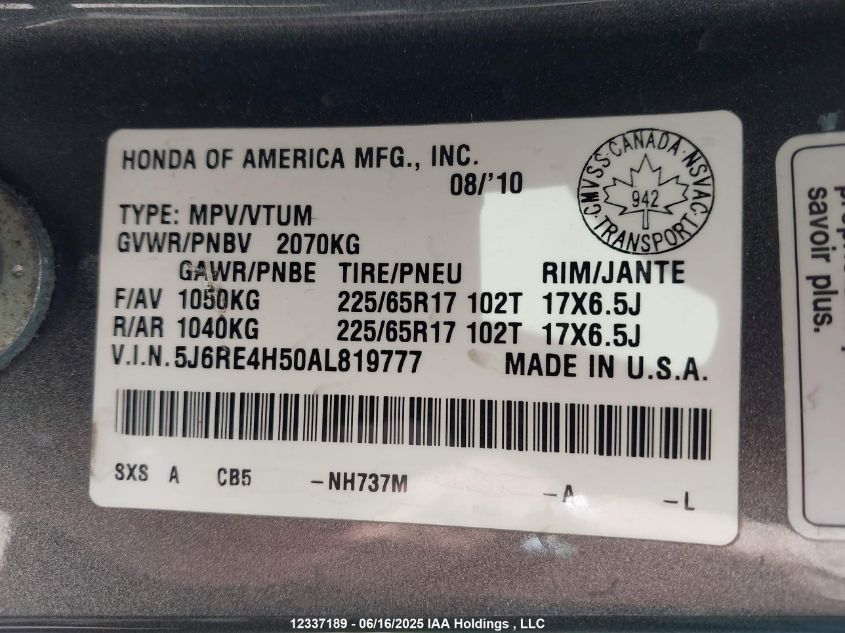 HONDA OF AMERICA MFG., INC.
08/'10
TYPE: MPV/VTUM
GVWR/PNBV 2070KG
GAWR/PNBE TIRE/PNEU RIM/JANTE
F/AV 1050KG 225/65R17 102T 17X6.5J
R/AR 1040KG 225/65R17 102T 17X6.5J
V.I.N. 5J6RE4H50AL819777 MADE IN U.S.A.
SXS A CB5 -NH737M -A -L
CMVSS·CANADA·NSVAC
942
TRANSPORT
savoir plus.
12337189 - 06/16/2025 IAA Holdings , LLC